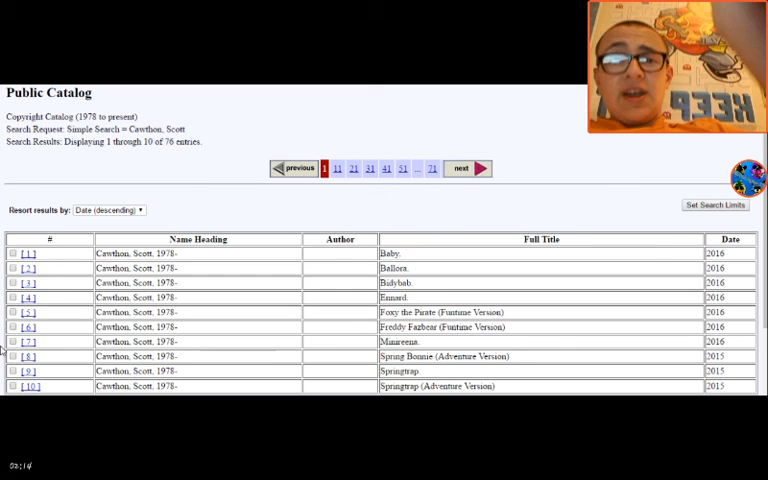 Public Catalog
Copyright Catalog (1978 to present)
Search Request: Simple Search = Cawthon, Scott
Search Results: Displaying 1 through 10 of 76 entries.
previous 1 11 21 31 41 51 ... 71 next
Resort results by: Date (descending) Set Search Limits
# Name Heading Author Full Title Date
[ 1 ] Cawthon, Scott, 1978- Baby. 2016
[ 2 ] Cawthon, Scott, 1978- Ballora. 2016
[ 3 ] Cawthon, Scott, 1978- Bidybab. 2016
[ 4 ] Cawthon, Scott, 1978- Ennard. 2016
[ 5 ] Cawthon, Scott, 1978- Foxy the Pirate (Funtime Version) 2016
[ 6 ] Cawthon, Scott, 1978- Freddy Fazbear (Funtime Version) 2016
[ 7 ] Cawthon, Scott, 1978- Minireena. 2016
[ 8 ] Cawthon, Scott, 1978- Spring Bonnie (Adventure Version) 2015
[ 9 ] Cawthon, Scott, 1978- Springtrap. 2015
[ 10 ] Cawthon, Scott, 1978- Springtrap (Adventure Version) 2015
KEEP
02:14